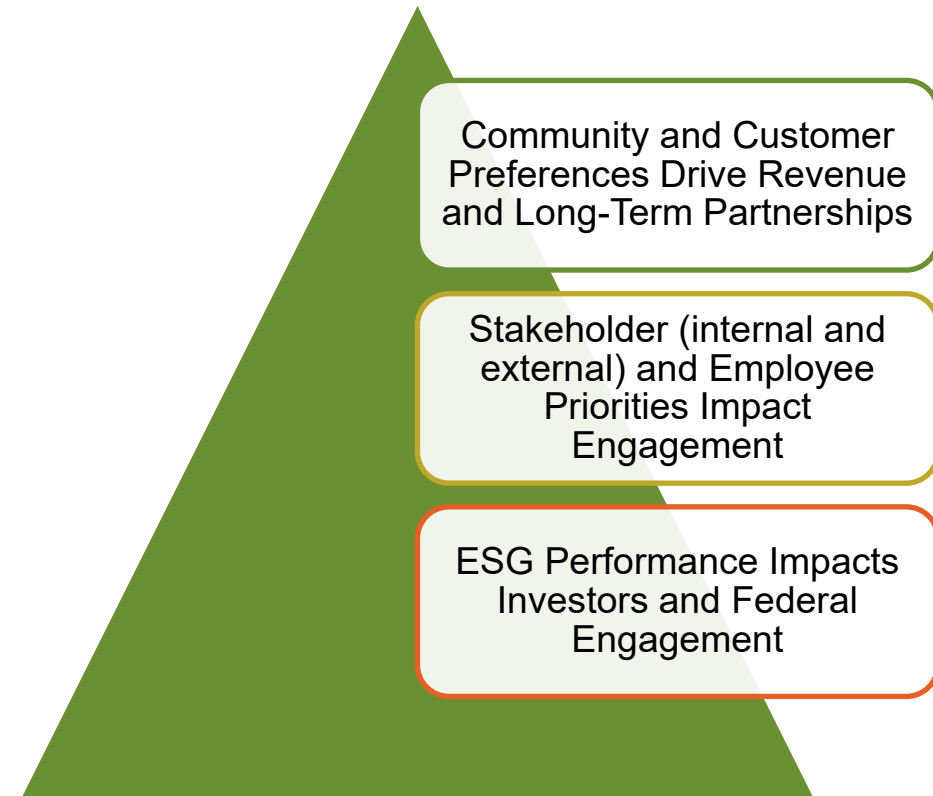 Community and Customer
Preferences Drive Revenue
and Long-Term Partnerships
Stakeholder (internal and
external) and Employee
Priorities Impact
Engagement
ESG Performance Impacts
Investors and Federal
Engagement